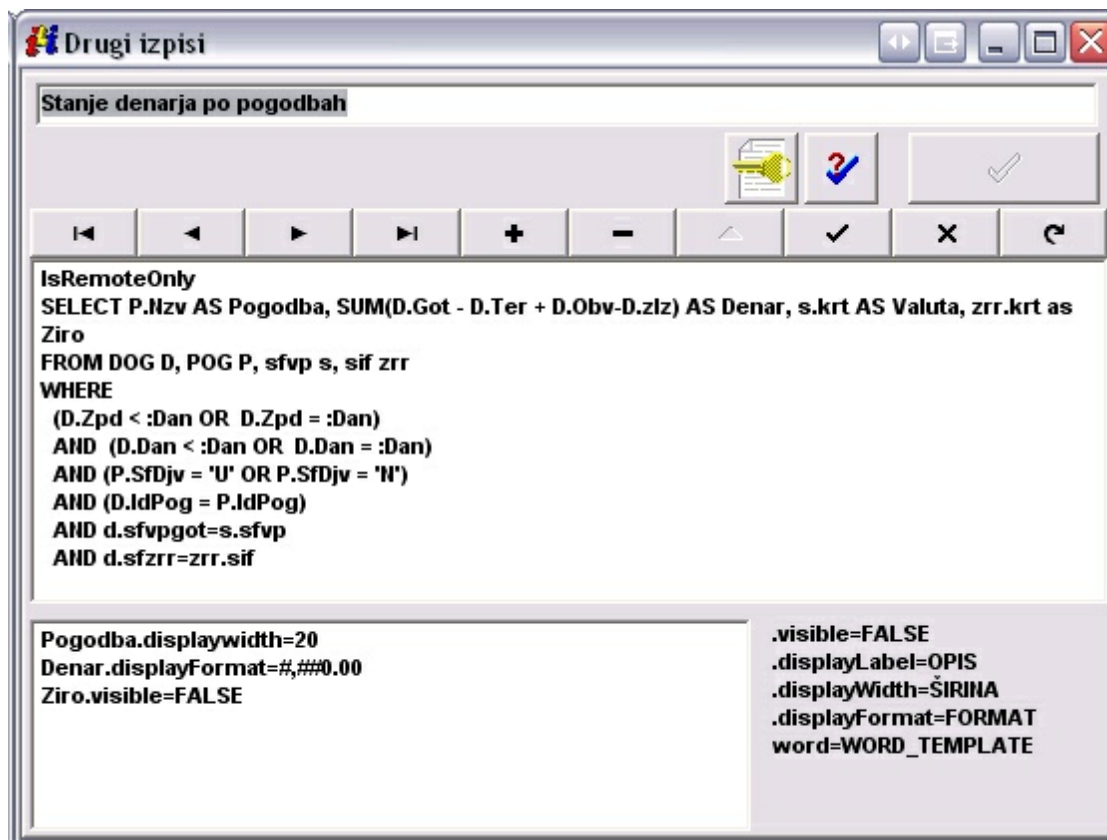 Drugi izpisi
Stanje denarja po pogodbah
IsRemoteOnly
SELECT P.Nzv AS Pogodba, SUM(D.Got - D.Ter + D.Obv-D.zIz) AS Denar, s.krt AS Valuta, zrr.krt as
Ziro
FROM DOG D, POG P, sfvp s, sif zrr
WHERE
(D.Zpd < :Dan OR D.Zpd = :Dan)
AND (D.Dan < :Dan OR D.Dan = :Dan)
AND (P.SfDjv = 'U' OR P.SfDjv = 'N')
AND (D.IdPog = P.IdPog)
AND d.sfvpgot=s.sfvp
AND d.sfzrr=zrr.sif
Pogodba.displaywidth=20
Denar.displayFormat=#,##0.00
Ziro.visible=FALSE
.visible=FALSE
.displayLabel=OPIS
.displayWidth=ŠIRINA
.displayFormat=FORMAT
word=WORD_TEMPLATE